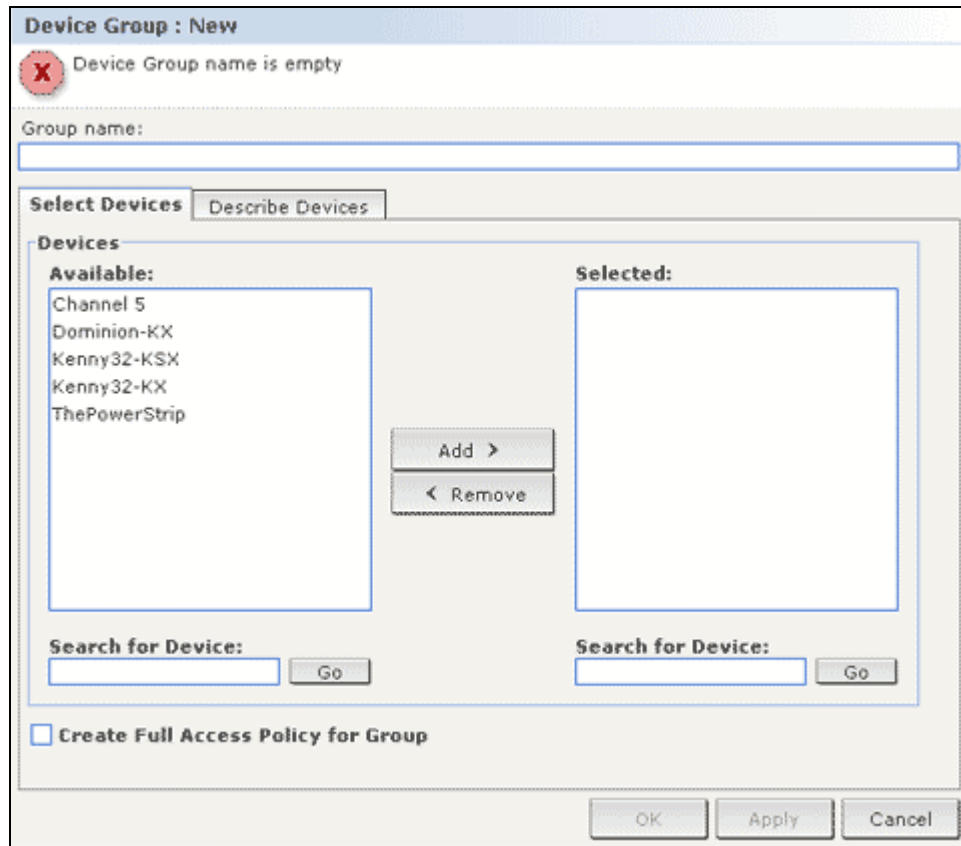 Device Group : New
X
Device Group name is empty
Group name:
Select Devices
Describe Devices
Devices
Available:
Selected:
Channel 5
Dominion-KX
Kenny32-KSX
Kenny32-KX
ThePowerStrip
Add >
< Remove
Search for Device:
Go
Search for Device:
Go
Create Full Access Policy for Group
OK
Apply
Cancel